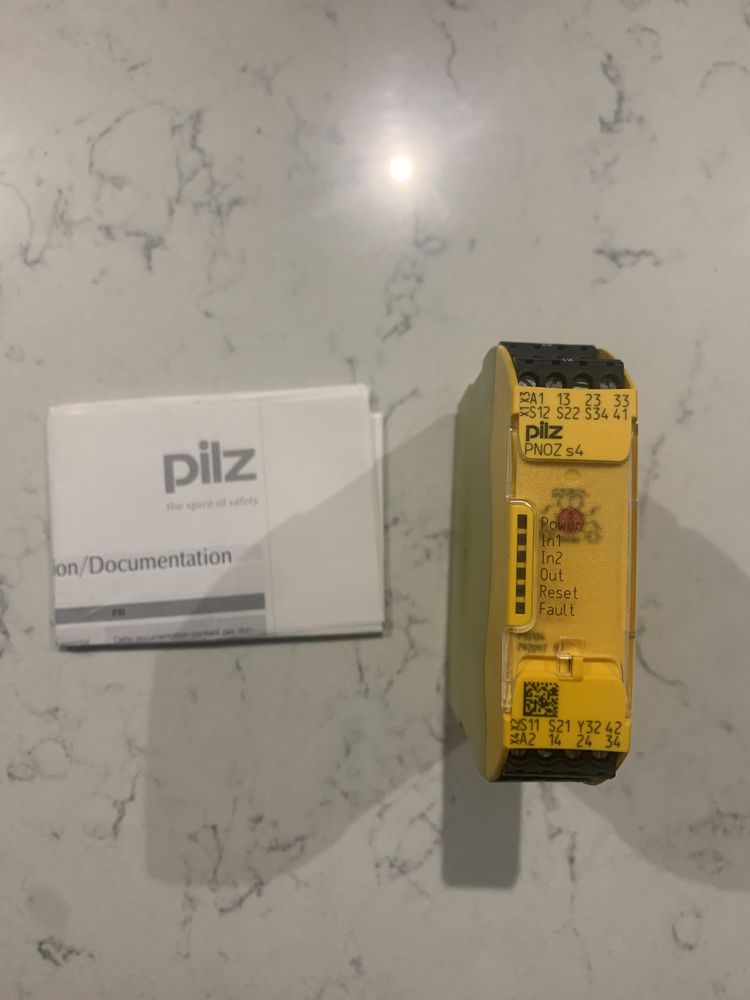 pilz
the spirit of safety
ion/Documentation
FR
Cette documentation contient des don-
X3 A1 13 23 33
X1 S12 S22 S34 41
pilz
PNOZ s4
Power
In1
In2
Out
Reset
Fault
X2 S11 S21 Y32 42
X4 A2 14 24 34